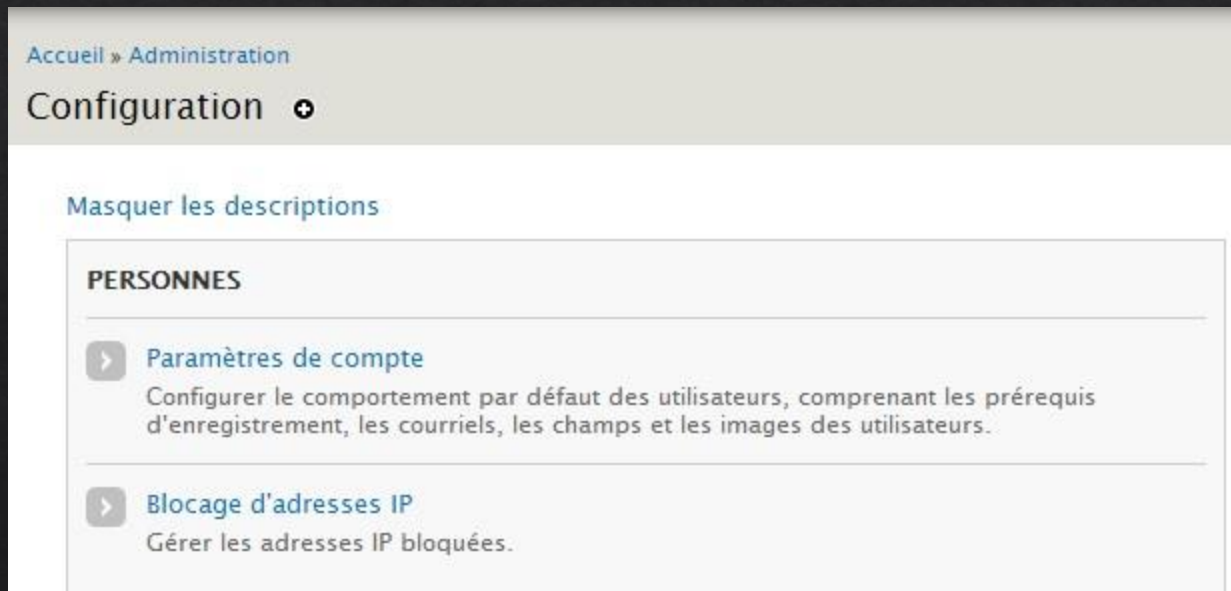 Accueil » Administration
Configuration
Masquer les descriptions
PERSONNES
Paramètres de compte
Configurer le comportement par défaut des utilisateurs, comprenant les prérequis
d'enregistrement, les courriels, les champs et les images des utilisateurs.
Blocage d'adresses IP
Gérer les adresses IP bloquées.